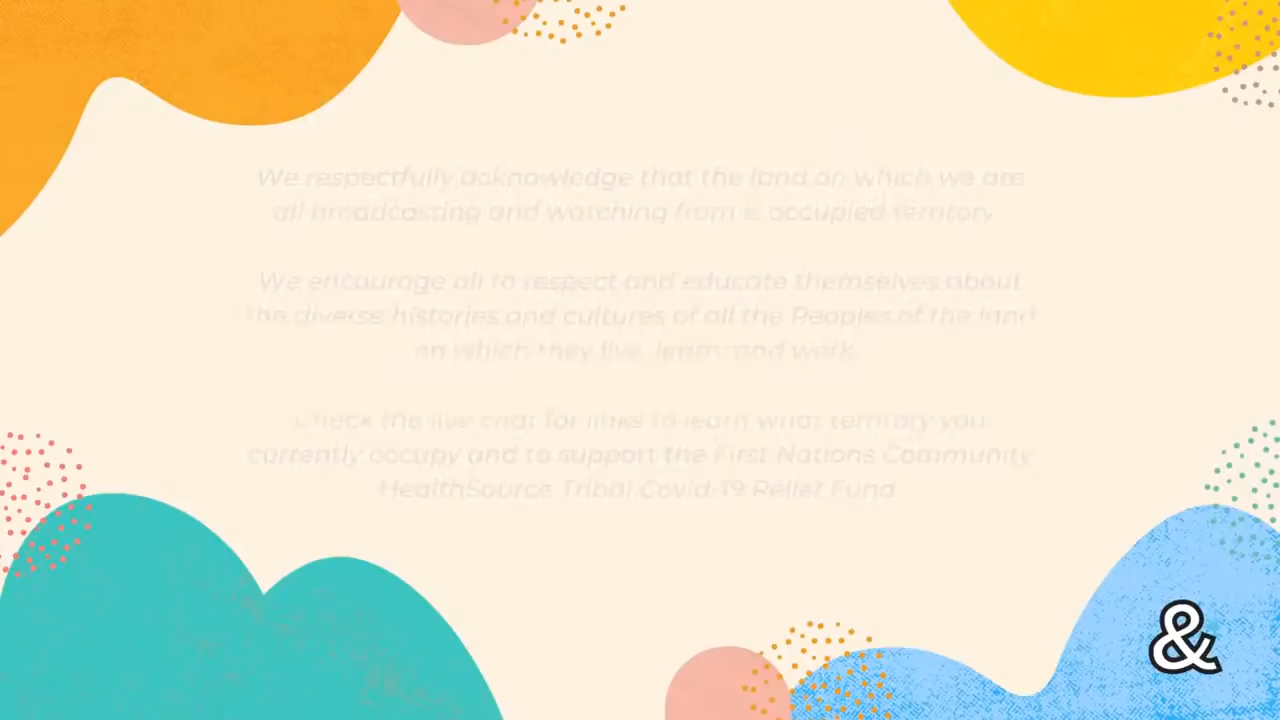 We respectfully acknowledge that the land on which we are
all broadcasting and watching from is occupied territory
We encourage all to respect and educate themselves about
the diverse histories and cultures of all the Peoples of the land
on which they live, learn and work.
Check the live chat for links to learn what territory you
currently occupy and to support the First Nations Community
HealthSource Tribal Covid-19 Relief Fund
&